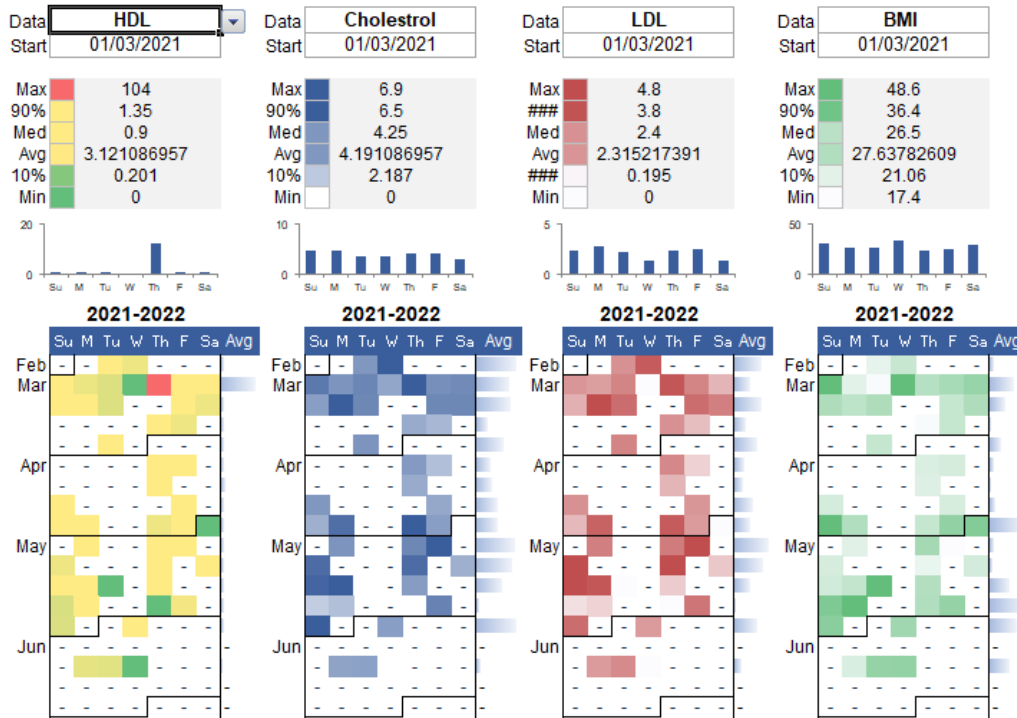 Data HDL Data Cholestrol Data LDL Data BMI
Start 01/03/2021 Start 01/03/2021 Start 01/03/2021 Start 01/03/2021
Max 104 Max 6.9 Max 4.8 Max 48.6
90% 1.35 90% 6.5 ### 3.8 90% 36.4
Med 0.9 Med 4.25 Med 2.4 Med 26.5
Avg 3.121086957 Avg 4.191086957 Avg 2.315217391 Avg 27.63782609
10% 0.201 10% 2.187 ### 0.195 10% 21.06
Min 0 Min 0 Min 0 Min 17.4
20 10 5 50
0 0 0 0
Su M Tu W Th F Sa Su M Tu W Th F Sa Su M Tu W Th F Sa Su M Tu W Th F Sa
2021-2022 2021-2022 2021-2022 2021-2022
Su M Tu W Th F Sa Avg Su M Tu W Th F Sa Avg Su M Tu W Th F Sa Avg Su M Tu W Th F Sa Avg
Feb Feb Feb Feb
Mar Mar Mar Mar
Apr Apr Apr Apr
May May May May
Jun Jun Jun Jun